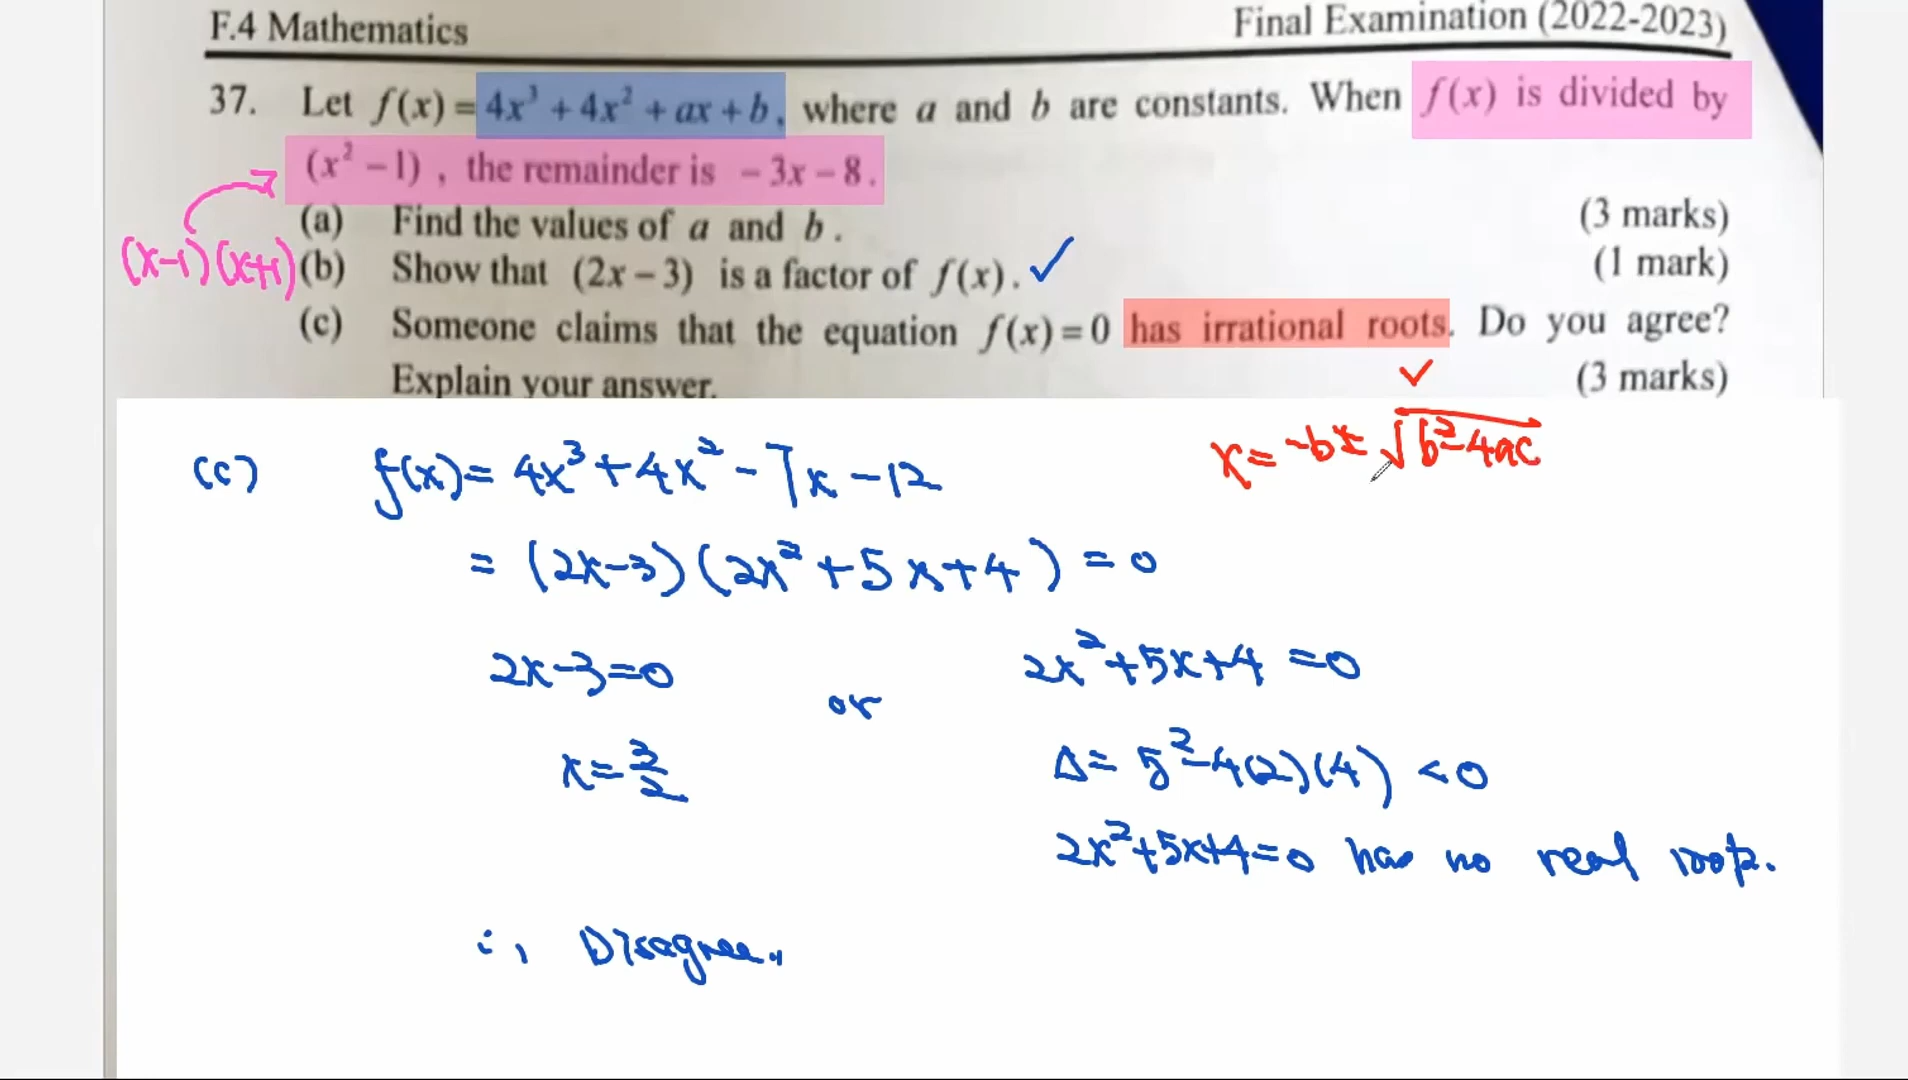 F.4 Mathematics Final Examination (2022-2023)
37. Let f(x) = 4x³ + 4x² + ax + b, where a and b are constants. When f(x) is divided by
(x² – 1), the remainder is – 3x – 8.
(a) Find the values of a and b. (3 marks)
(x-1)(x+1)
(b) Show that (2x – 3) is a factor of f(x). ✓ (1 mark)
(c) Someone claims that the equation f(x) = 0 has irrational roots. Do you agree?
Explain your answer. (3 marks)
✓
x = -b ± √b²-4ac
(c) f(x) = 4x³ + 4x² - 7x - 12
= (2x-3)(2x² + 5x + 4) = 0
2x-3=0 or 2x²+5x+4 =0
x = 3/2 Δ = 5²-4(2)(4) <0
2x²+5x+4=0 has no real root.
∴, Disagree.